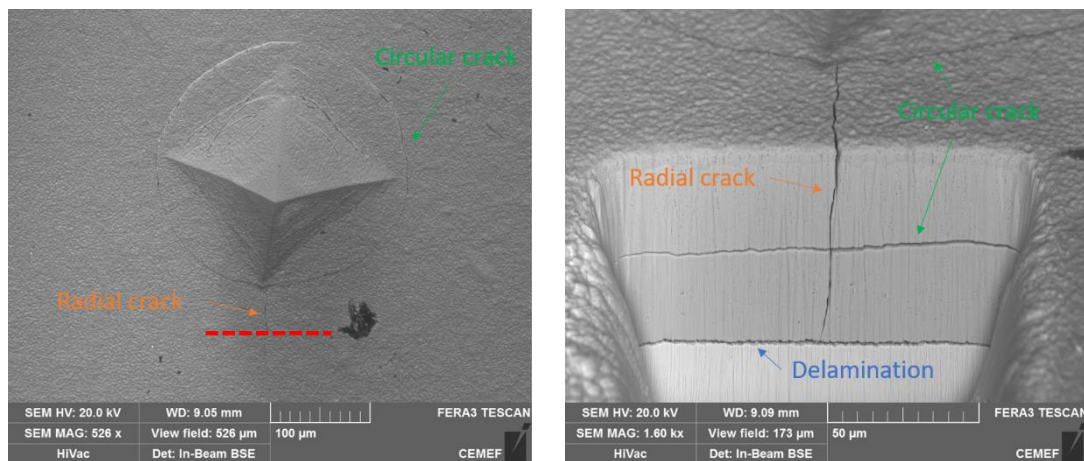 Circular crack
Radial crack
SEM HV: 20.0 kV
WD: 9.05 mm
FERA3 TESCAN
SEM MAG: 526 x
View field: 526 µm
100 µm
HiVac
Det: In-Beam BSE
CEMEF
Circular crack
Radial crack
Delamination
SEM HV: 20.0 kV
WD: 9.09 mm
FERA3 TESCAN
SEM MAG: 1.60 kx
View field: 173 µm
50 µm
HiVac
Det: In-Beam BSE
CEMEF